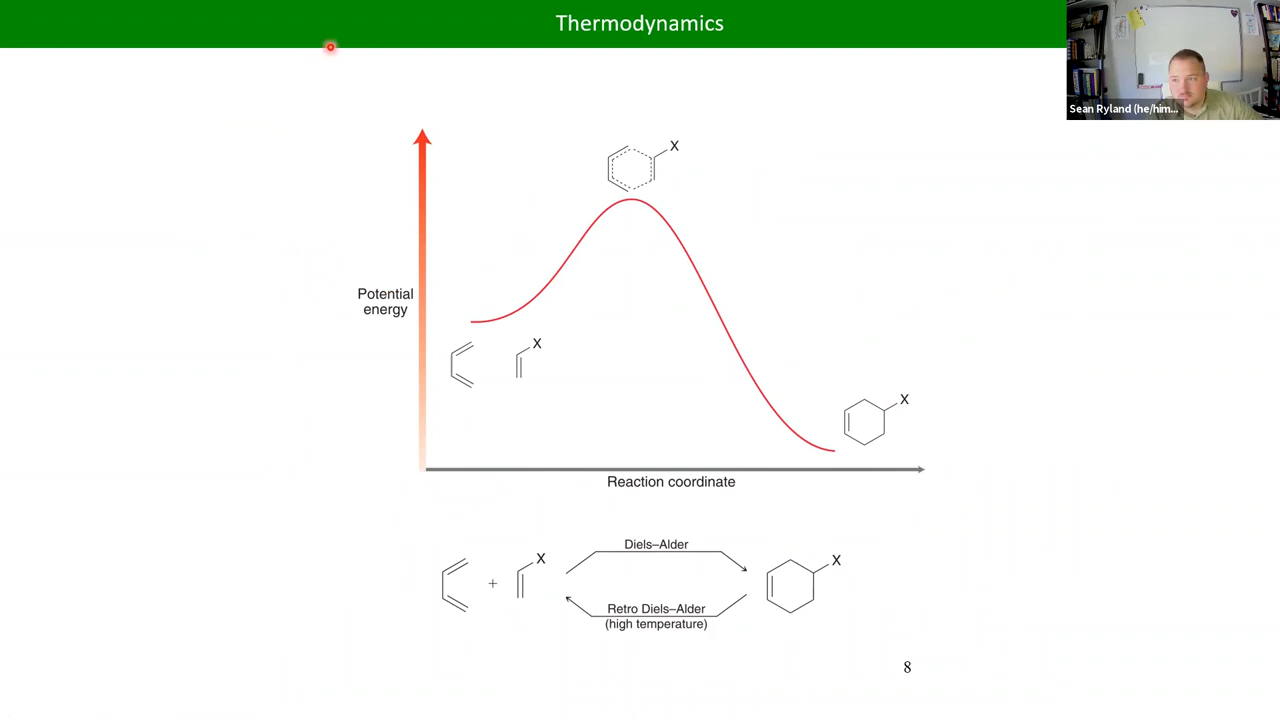 Thermodynamics
Sean Ryland (he/him...
X
Potential
energy
X
X
Reaction coordinate
Diels–Alder
X
+
X
Retro Diels–Alder
(high temperature)
8